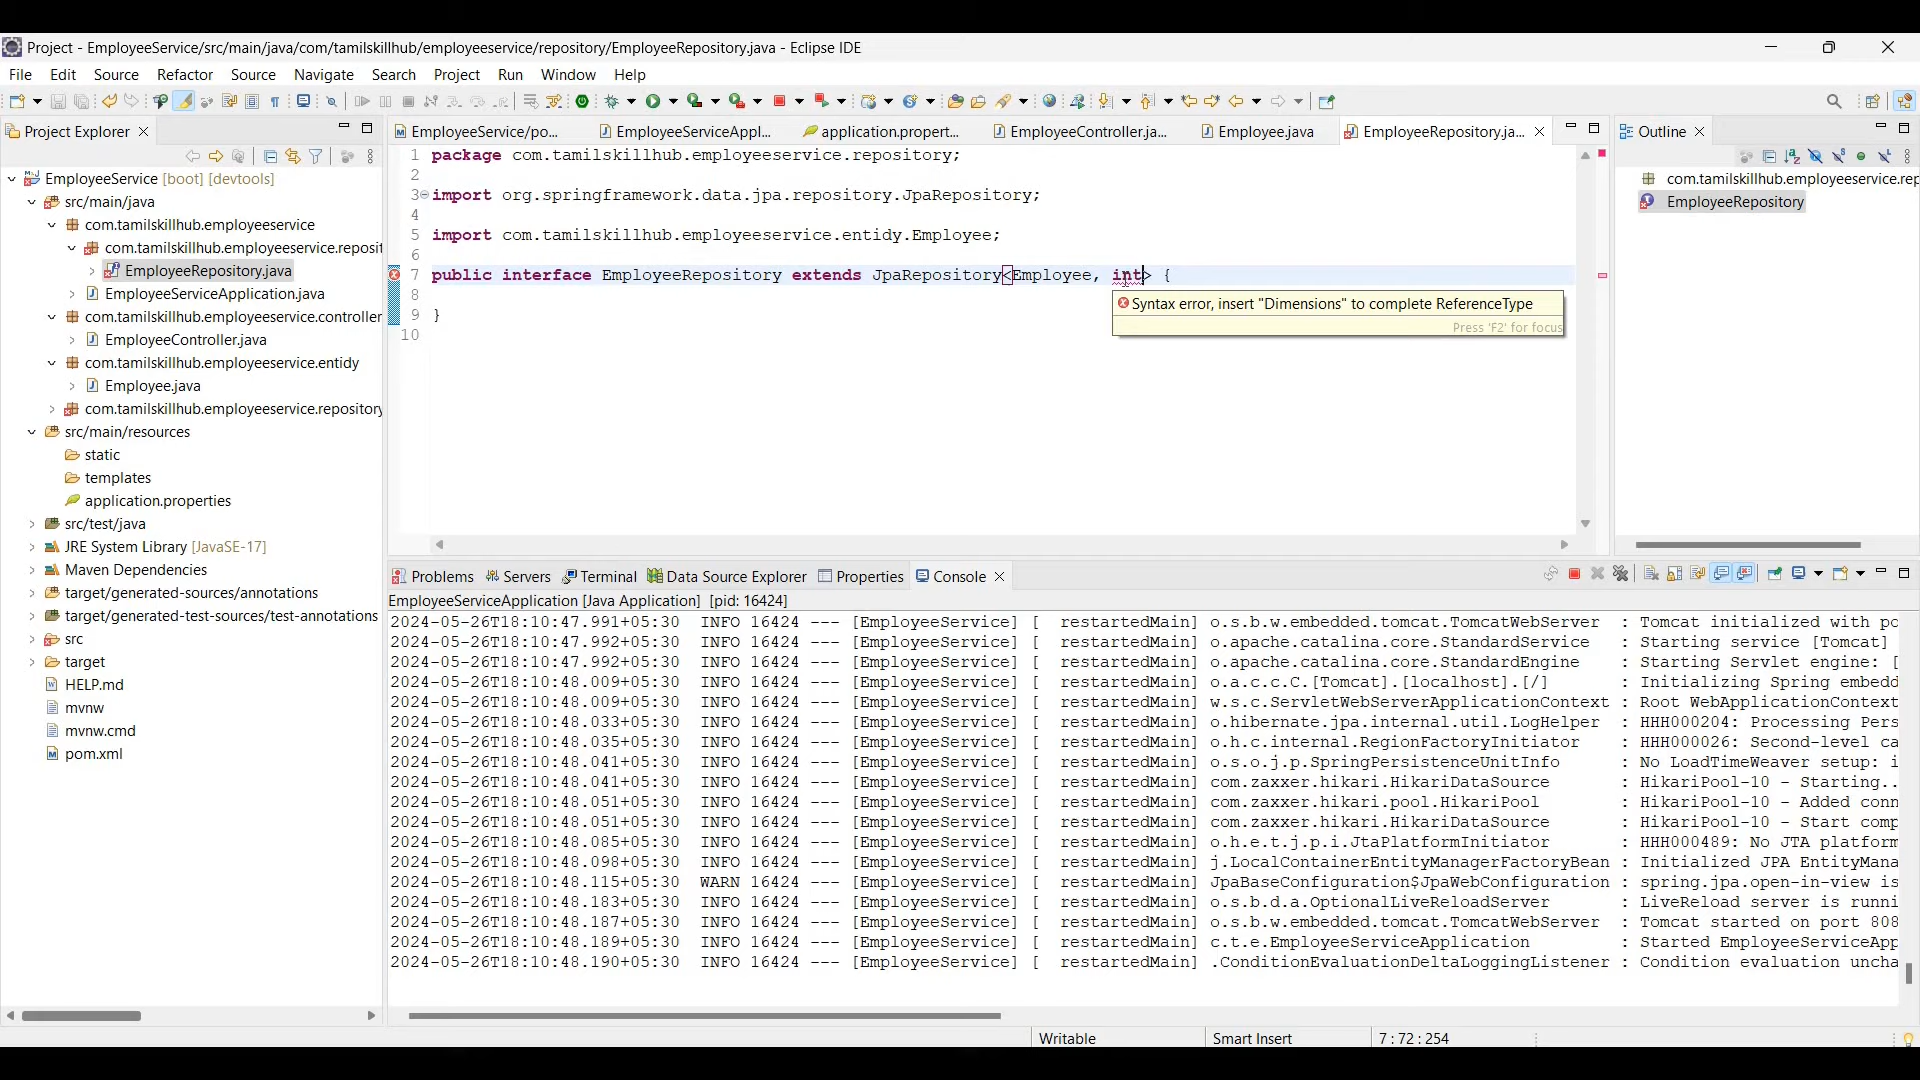 Project - EmployeeService/src/main/java/com/tamilskillhub/employeeservice/repository/EmployeeRepository.java - Eclipse IDE
File Edit Source Refactor Source Navigate Search Project Run Window Help
Project Explorer
EmployeeService [boot] [devtools]
src/main/java
com.tamilskillhub.employeeservice
com.tamilskillhub.employeeservice.reposit
EmployeeRepository.java
EmployeeServiceApplication.java
com.tamilskillhub.employeeservice.controller
EmployeeController.java
com.tamilskillhub.employeeservice.entidy
Employee.java
com.tamilskillhub.employeeservice.repository
src/main/resources
static
templates
application.properties
src/test/java
JRE System Library [JavaSE-17]
Maven Dependencies
target/generated-sources/annotations
target/generated-test-sources/test-annotations
src
target
HELP.md
mvnw
mvnw.cmd
pom.xml
EmployeeService/po... EmployeeServiceAppl... application.propert... EmployeeController.ja... Employee.java EmployeeRepository.ja...
1 package com.tamilskillhub.employeeservice.repository;
2
3 import org.springframework.data.jpa.repository.JpaRepository;
4
5 import com.tamilskillhub.employeeservice.entidy.Employee;
6
7 public interface EmployeeRepository extends JpaRepository<Employee, int> {
8
9 }
10
Syntax error, insert "Dimensions" to complete ReferenceType
Press 'F2' for focus
Outline
com.tamilskillhub.employeeservice.rep
EmployeeRepository
Problems Servers Terminal Data Source Explorer Properties Console
EmployeeServiceApplication [Java Application] [pid: 16424]
2024-05-26T18:10:47.991+05:30 INFO 16424 --- [EmployeeService] [ restartedMain] o.s.b.w.embedded.tomcat.TomcatWebServer : Tomcat initialized with po
2024-05-26T18:10:47.992+05:30 INFO 16424 --- [EmployeeService] [ restartedMain] o.apache.catalina.core.StandardService : Starting service [Tomcat]
2024-05-26T18:10:47.992+05:30 INFO 16424 --- [EmployeeService] [ restartedMain] o.apache.catalina.core.StandardEngine : Starting Servlet engine: [
2024-05-26T18:10:48.009+05:30 INFO 16424 --- [EmployeeService] [ restartedMain] o.a.c.c.C.[Tomcat].[localhost].[/] : Initializing Spring embedd
2024-05-26T18:10:48.009+05:30 INFO 16424 --- [EmployeeService] [ restartedMain] w.s.c.ServletWebServerApplicationContext : Root WebApplicationContext
2024-05-26T18:10:48.033+05:30 INFO 16424 --- [EmployeeService] [ restartedMain] o.hibernate.jpa.internal.util.LogHelper : HHH000204: Processing Pers
2024-05-26T18:10:48.035+05:30 INFO 16424 --- [EmployeeService] [ restartedMain] o.h.c.internal.RegionFactoryInitiator : HHH000026: Second-level ca
2024-05-26T18:10:48.041+05:30 INFO 16424 --- [EmployeeService] [ restartedMain] o.s.o.j.p.SpringPersistenceUnitInfo : No LoadTimeWeaver setup: i
2024-05-26T18:10:48.041+05:30 INFO 16424 --- [EmployeeService] [ restartedMain] com.zaxxer.hikari.HikariDataSource : HikariPool-10 - Starting..
2024-05-26T18:10:48.051+05:30 INFO 16424 --- [EmployeeService] [ restartedMain] com.zaxxer.hikari.pool.HikariPool : HikariPool-10 - Added conn
2024-05-26T18:10:48.051+05:30 INFO 16424 --- [EmployeeService] [ restartedMain] com.zaxxer.hikari.HikariDataSource : HikariPool-10 - Start comp
2024-05-26T18:10:48.085+05:30 INFO 16424 --- [EmployeeService] [ restartedMain] o.h.e.t.j.p.i.JtaPlatformInitiator : HHH000489: No JTA platform
2024-05-26T18:10:48.098+05:30 INFO 16424 --- [EmployeeService] [ restartedMain] j.LocalContainerEntityManagerFactoryBean : Initialized JPA EntityMana
2024-05-26T18:10:48.115+05:30 WARN 16424 --- [EmployeeService] [ restartedMain] JpaBaseConfiguration$JpaWebConfiguration : spring.jpa.open-in-view is
2024-05-26T18:10:48.183+05:30 INFO 16424 --- [EmployeeService] [ restartedMain] o.s.b.d.a.OptionalLiveReloadServer : LiveReload server is runni
2024-05-26T18:10:48.187+05:30 INFO 16424 --- [EmployeeService] [ restartedMain] o.s.b.w.embedded.tomcat.TomcatWebServer : Tomcat started on port 808
2024-05-26T18:10:48.189+05:30 INFO 16424 --- [EmployeeService] [ restartedMain] c.t.e.EmployeeServiceApplication : Started EmployeeServiceApp
2024-05-26T18:10:48.190+05:30 INFO 16424 --- [EmployeeService] [ restartedMain] .ConditionEvaluationDeltaLoggingListener : Condition evaluation uncha
Writable Smart Insert 7 : 72 : 254